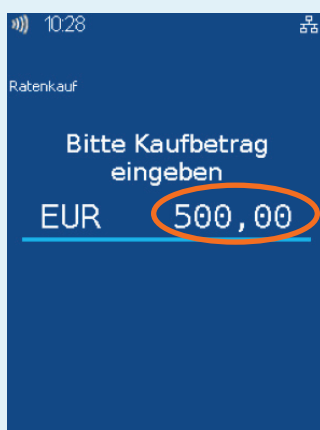 10:28
Ratenkauf
Bitte Kaufbetrag
eingeben
EUR 500,00